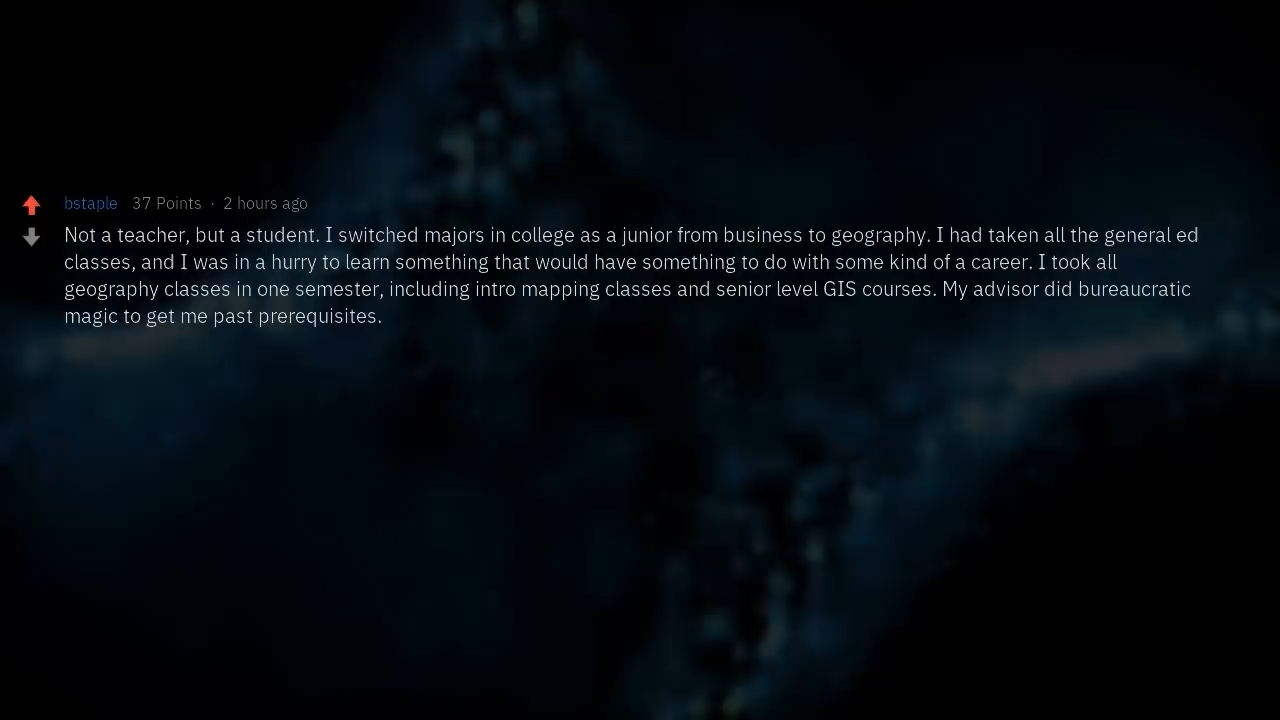 bstaple 37 Points · 2 hours ago
Not a teacher, but a student. I switched majors in college as a junior from business to geography. I had taken all the general ed
classes, and I was in a hurry to learn something that would have something to do with some kind of a career. I took all
geography classes in one semester, including intro mapping classes and senior level GIS courses. My advisor did bureaucratic
magic to get me past prerequisites.